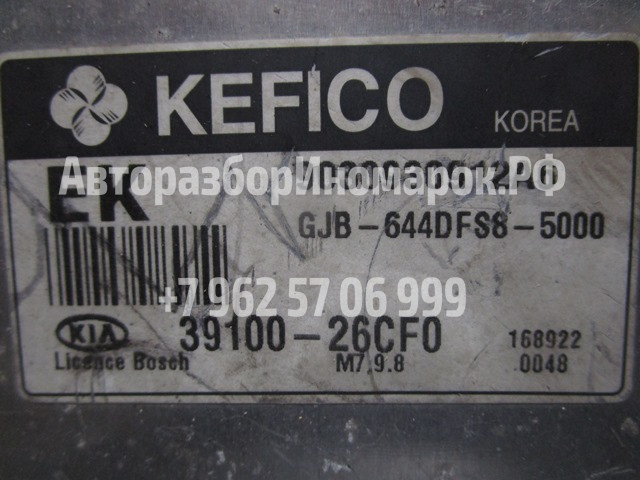 KEFICO KOREA
АвторазборИномарок.РФ
EK
GJB-644DFS8-5000
+7 962 57 06 999
KIA 39100-26CF0 168922
Licence Bosch M7.9.8 0048